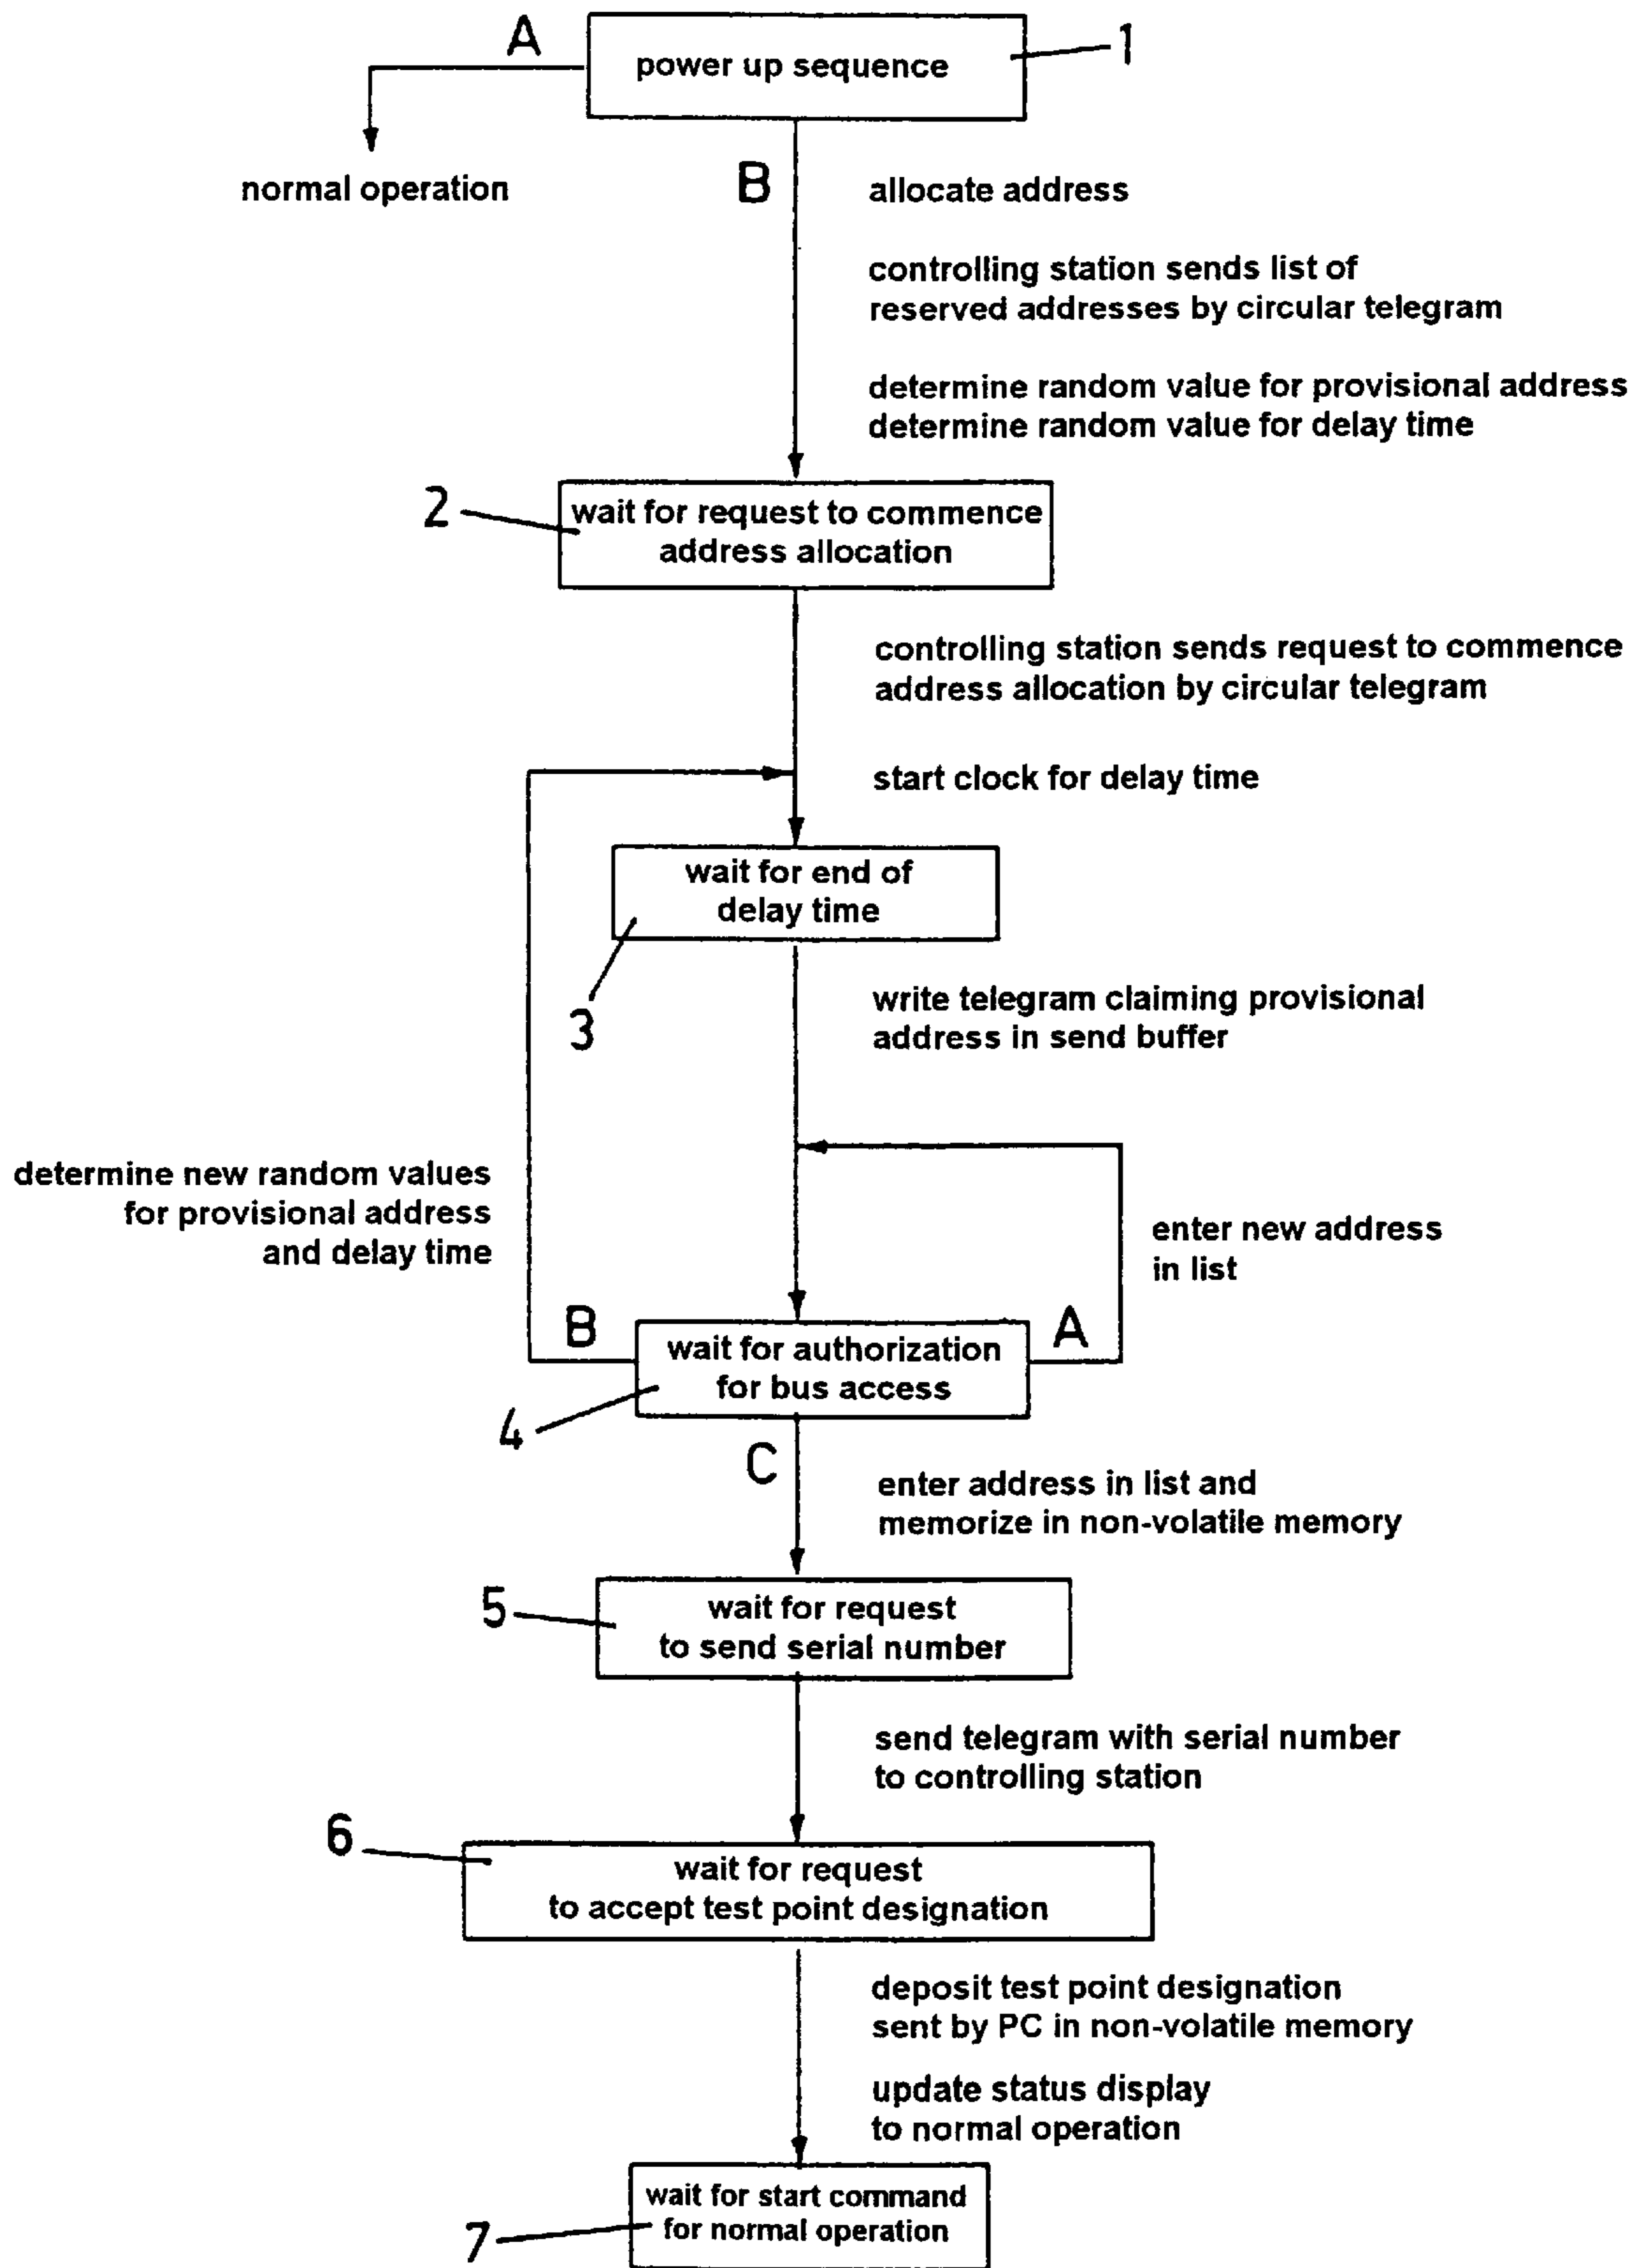 A
power up sequence
1
normal operation
B
allocate address
controlling station sends list of
reserved addresses by circular telegram
determine random value for provisional address
determine random value for delay time
2
wait for request to commence
address allocation
controlling station sends request to commence
address allocation by circular telegram
start clock for delay time
wait for end of
delay time
3
write telegram claiming provisional
address in send buffer
determine new random values
for provisional address
and delay time
enter new address
in list
B
wait for authorization
for bus access
A
4
C
enter address in list and
memorize in non-volatile memory
5
wait for request
to send serial number
send telegram with serial number
to controlling station
6
wait for request
to accept test point designation
deposit test point designation
sent by PC in non-volatile memory
update status display
to normal operation
wait for start command
for normal operation
7